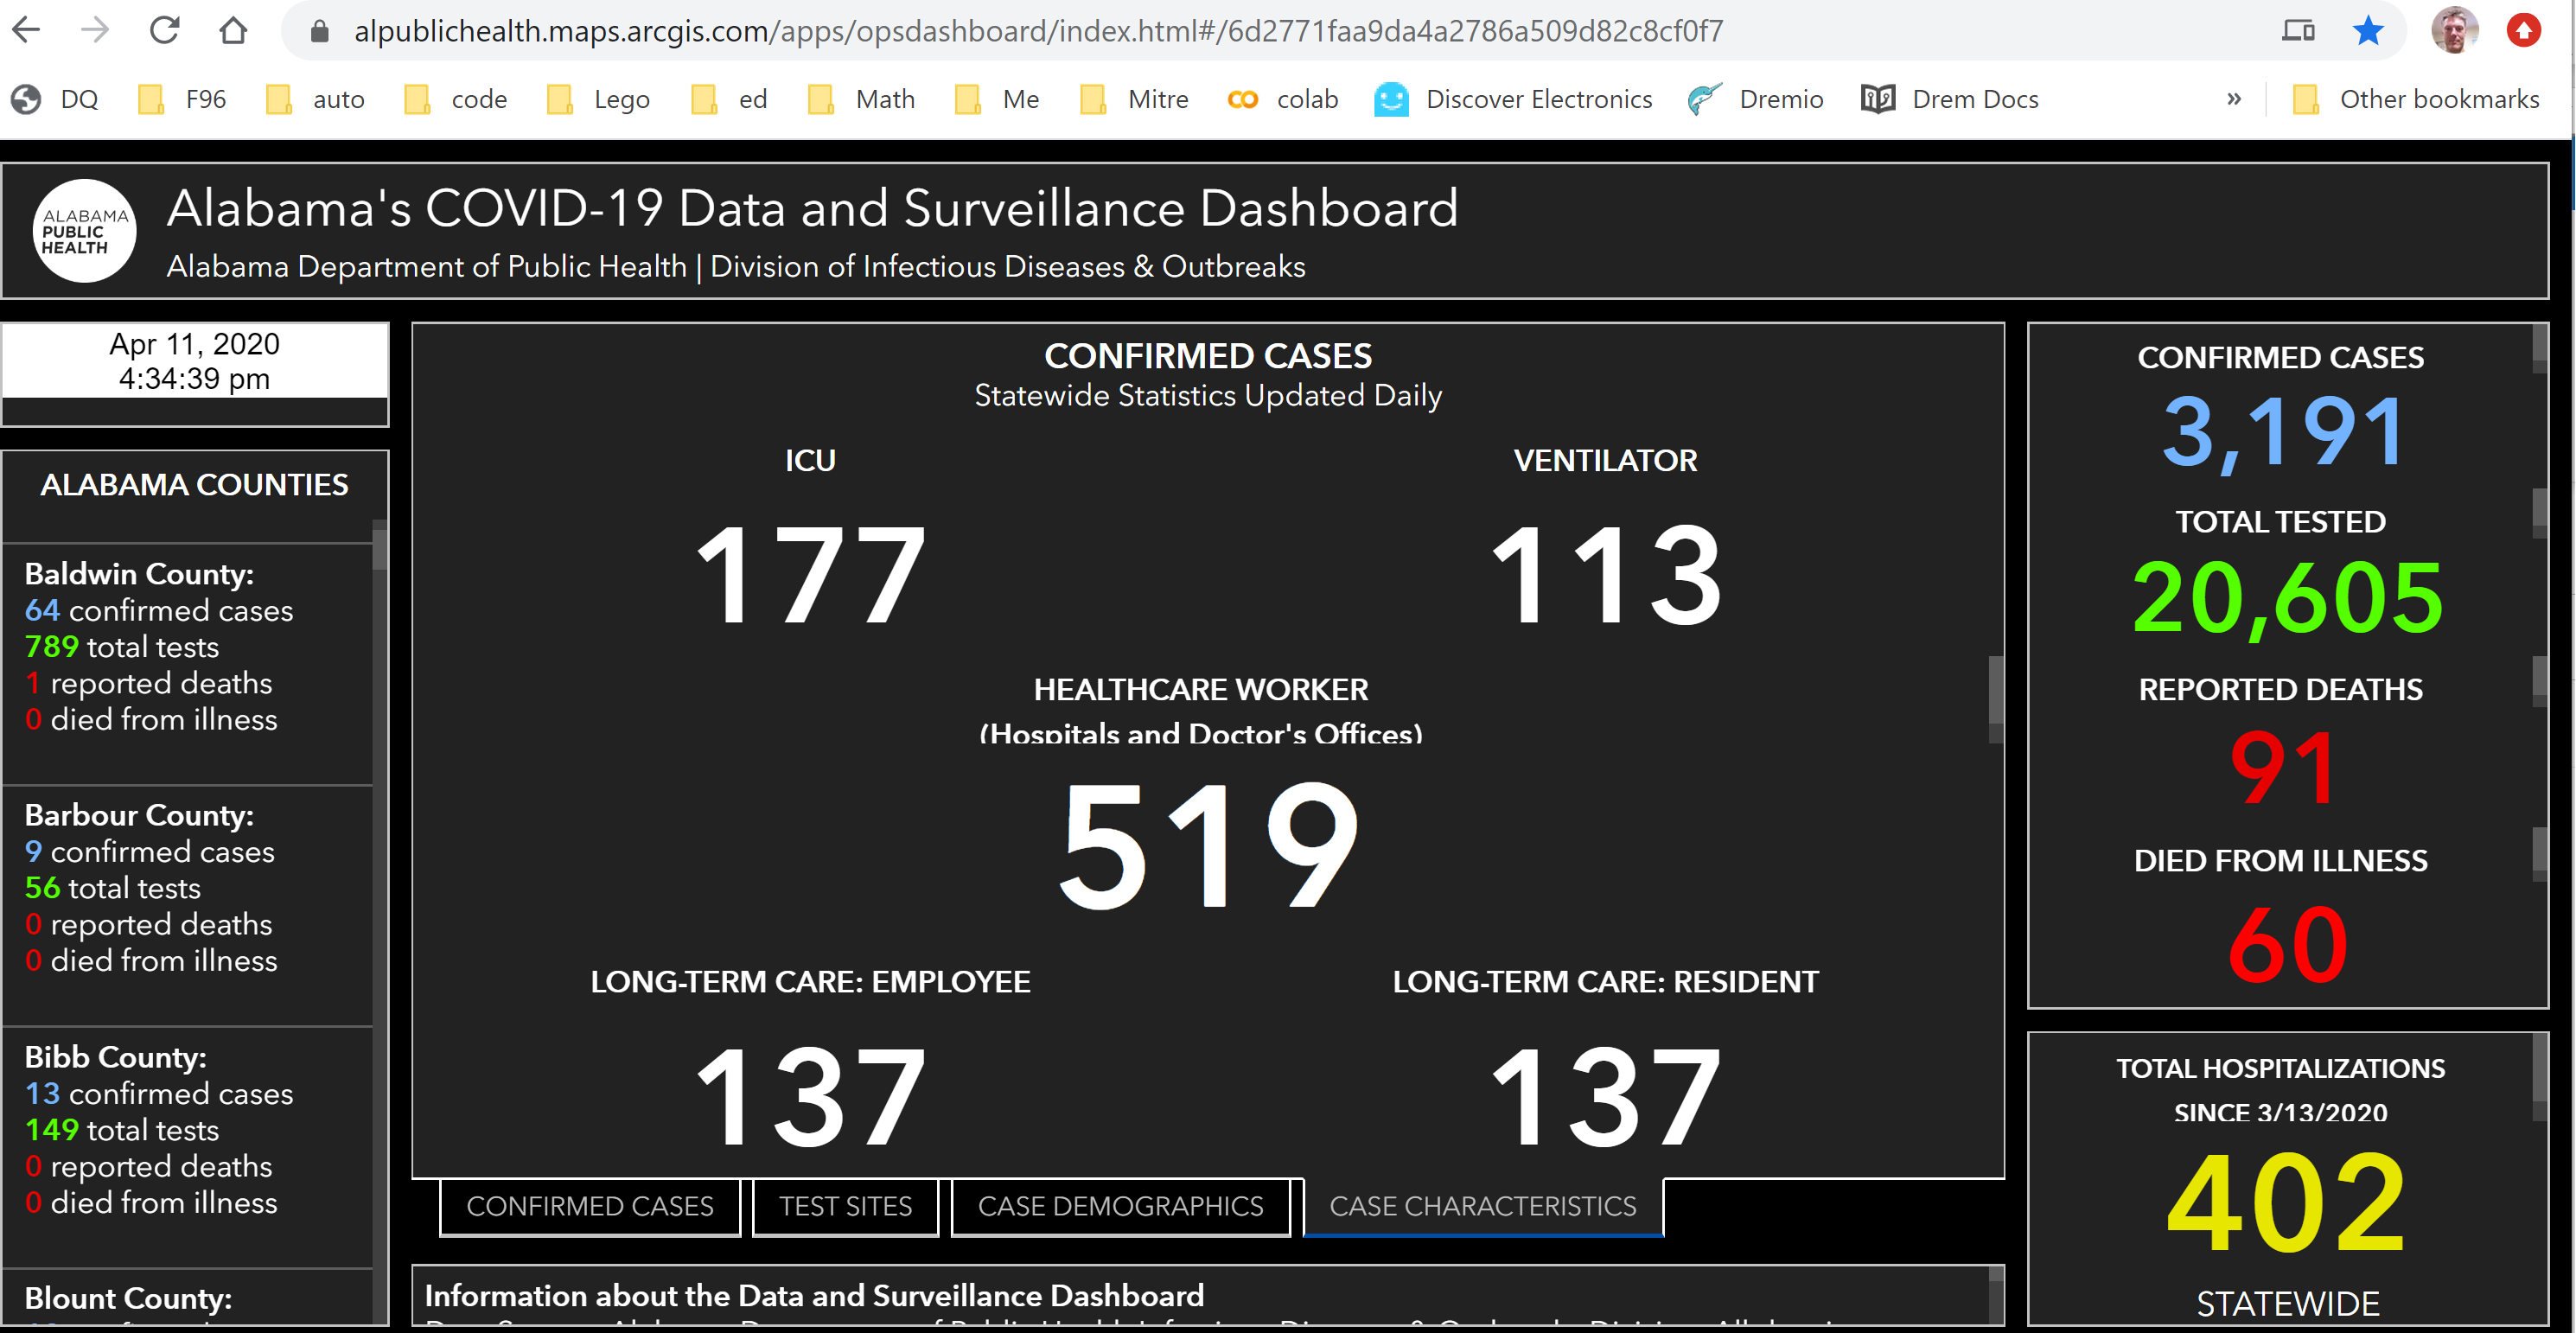 alpublichealth.maps.arcgis.com/apps/opsdashboard/index.html#/6d2771faa9da4a2786a509d82c8cf0f7
DQ F96 auto code Lego ed Math Me Mitre colab Discover Electronics Dremio Drem Docs » Other bookmarks
ALABAMA
PUBLIC
HEALTH
Alabama's COVID-19 Data and Surveillance Dashboard
Alabama Department of Public Health | Division of Infectious Diseases & Outbreaks
Apr 11, 2020
4:34:39 pm
ALABAMA COUNTIES
Baldwin County:
64 confirmed cases
789 total tests
1 reported deaths
0 died from illness
Barbour County:
9 confirmed cases
56 total tests
0 reported deaths
0 died from illness
Bibb County:
13 confirmed cases
149 total tests
0 reported deaths
0 died from illness
Blount County:
CONFIRMED CASES
Statewide Statistics Updated Daily
ICU
177
VENTILATOR
113
HEALTHCARE WORKER
(Hospitals and Doctor's Offices)
519
LONG-TERM CARE: EMPLOYEE
137
LONG-TERM CARE: RESIDENT
137
CONFIRMED CASES TEST SITES CASE DEMOGRAPHICS CASE CHARACTERISTICS
Information about the Data and Surveillance Dashboard
CONFIRMED CASES
3,191
TOTAL TESTED
20,605
REPORTED DEATHS
91
DIED FROM ILLNESS
60
TOTAL HOSPITALIZATIONS
SINCE 3/13/2020
402
STATEWIDE